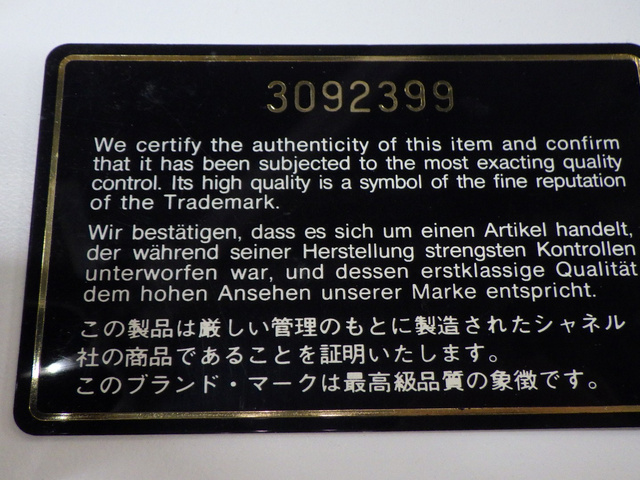 3092399
We certify the authenticity of this item and confirm
that it has been subjected to the most exacting quality
control. Its high quality is a symbol of the fine reputation
of the Trademark.
Wir bestätigen, dass es sich um einen Artikel handelt,
der während seiner Herstellung strengsten Kontrollen
unterworfen war, und dessen erstklassige Qualität
dem hohen Ansehen unserer Marke entspricht.
この製品は厳しい管理のもとに製造されたシャネル
社の商品であることを証明いたします。
このブランド・マークは最高級品質の象徴です。